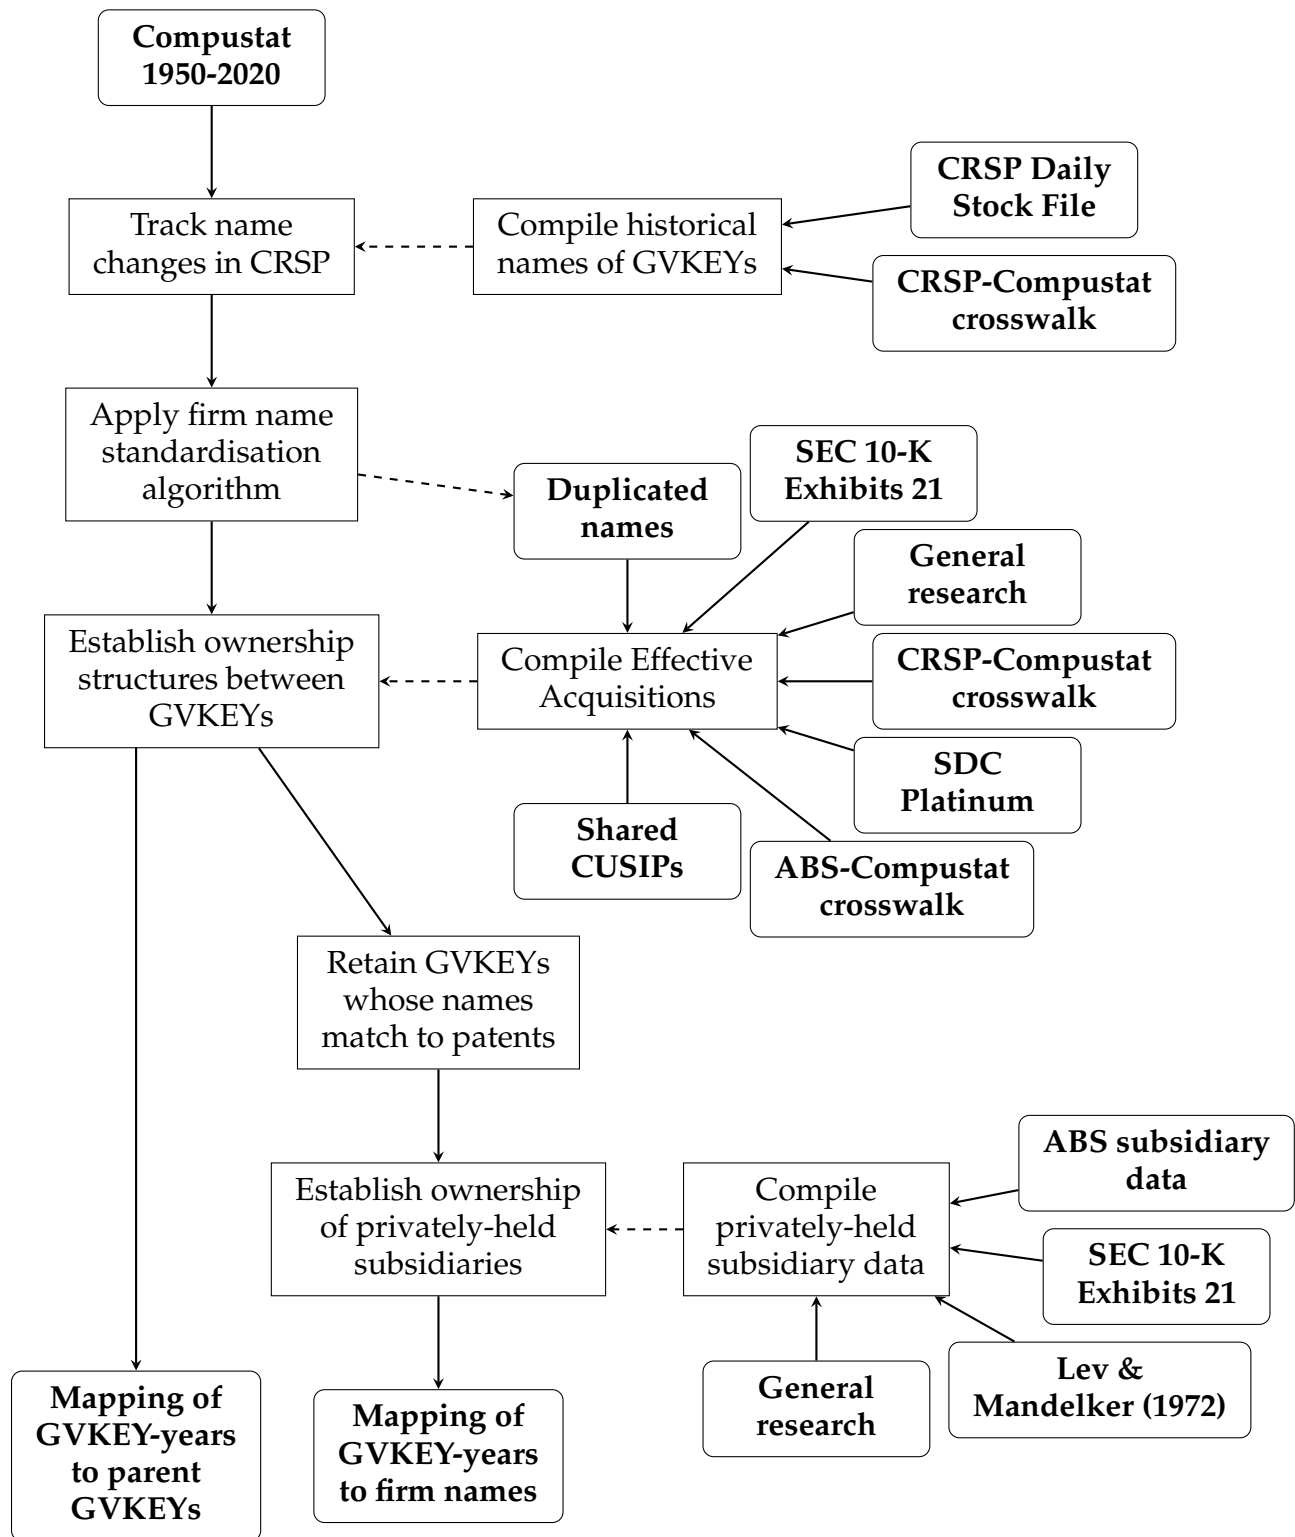 Compustat
1950-2020
CRSP Daily
Stock File
Track name
changes in CRSP
Compile historical
names of GVKEYs
CRSP-Compustat
crosswalk
Apply firm name
standardisation
algorithm
Duplicated
names
SEC 10-K
Exhibits 21
General
research
Establish ownership
structures between
GVKEYs
Compile Effective
Acquisitions
CRSP-Compustat
crosswalk
SDC
Platinum
Shared
CUSIPs
ABS-Compustat
crosswalk
Retain GVKEYs
whose names
match to patents
ABS subsidiary
data
Establish ownership
of privately-held
subsidiaries
Compile
privately-held
subsidiary data
SEC 10-K
Exhibits 21
Lev &
Mandelker (1972)
General
research
Mapping of
GVKEY-years
to parent
GVKEYs
Mapping of
GVKEY-years
to firm names